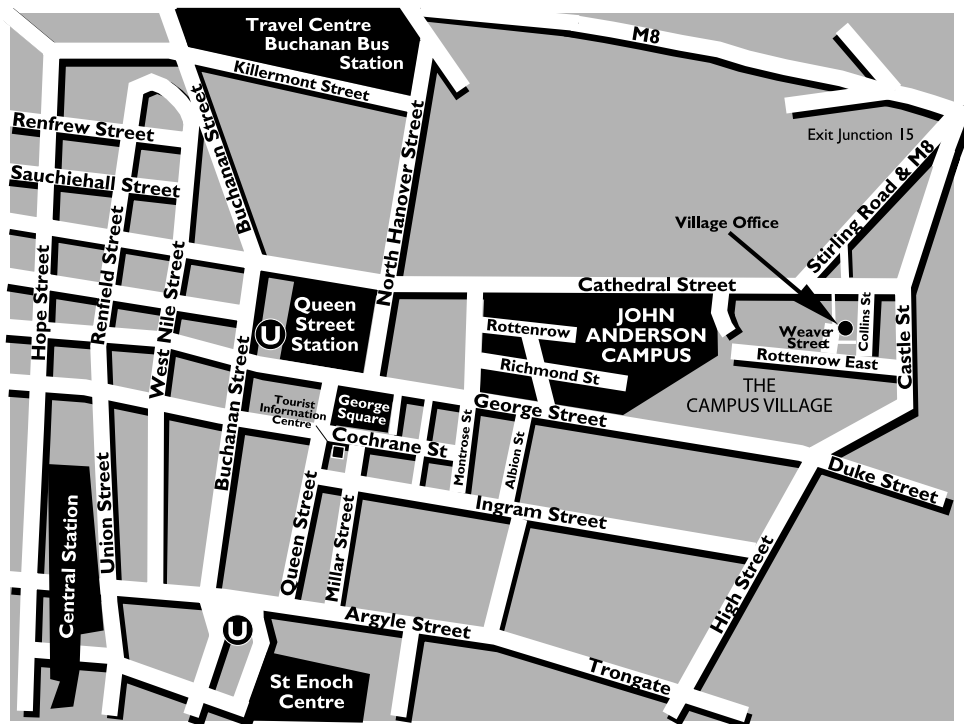 Travel Centre
Buchanan Bus
Station
M8
Killermont Street
Renfrew Street
Buchanan Street
Exit Junction 15
Sauchiehall Street
North Hanover Street
Stirling Road & M8
Village Office
Hope Street
Renfield Street
West Nile Street
Cathedral Street
Queen
Street
Station
U
JOHN
ANDERSON
CAMPUS
Rottenrow
Richmond St
Weaver
Street
Collins St
Castle St
Rottenrow East
THE
CAMPUS VILLAGE
Buchanan Street
Tourist
Information
Centre
George
Square
George Street
Cochrane St
Montrose St
Albion St
Duke Street
Ingram Street
Central Station
Union Street
Queen Street
Millar Street
High Street
Argyle Street
U
Trongate
St Enoch
Centre